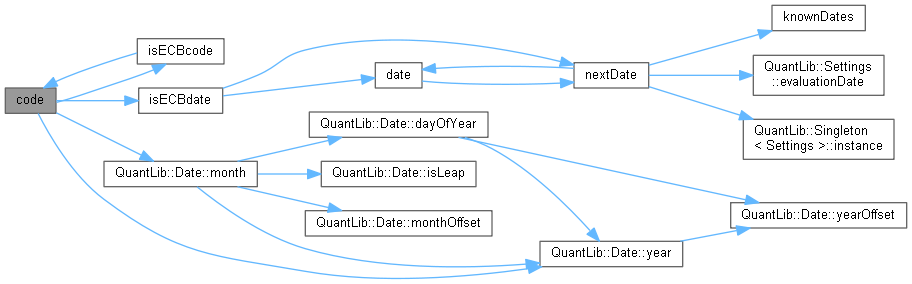 knownDates
isECBcode
date
nextDate
QuantLib::Settings
::evaluationDate
code
isECBdate
QuantLib::Date::dayOfYear
QuantLib::Singleton
< Settings >::instance
QuantLib::Date::month
QuantLib::Date::isLeap
QuantLib::Date::monthOffset
QuantLib::Date::yearOffset
QuantLib::Date::year